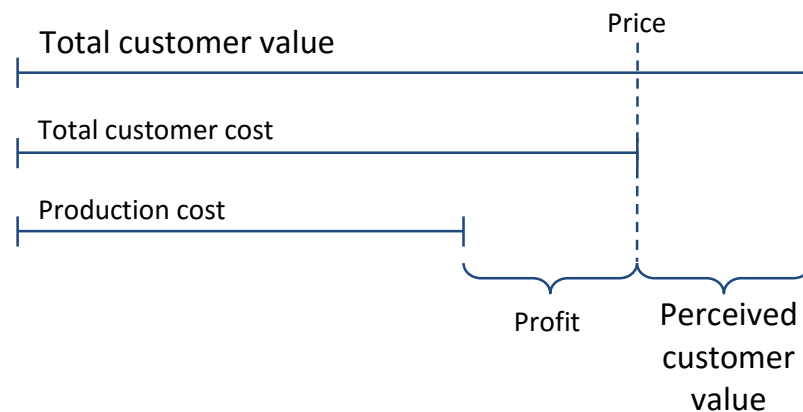 Price
Total customer value
Total customer cost
Production cost
Profit
Perceived
customer
value